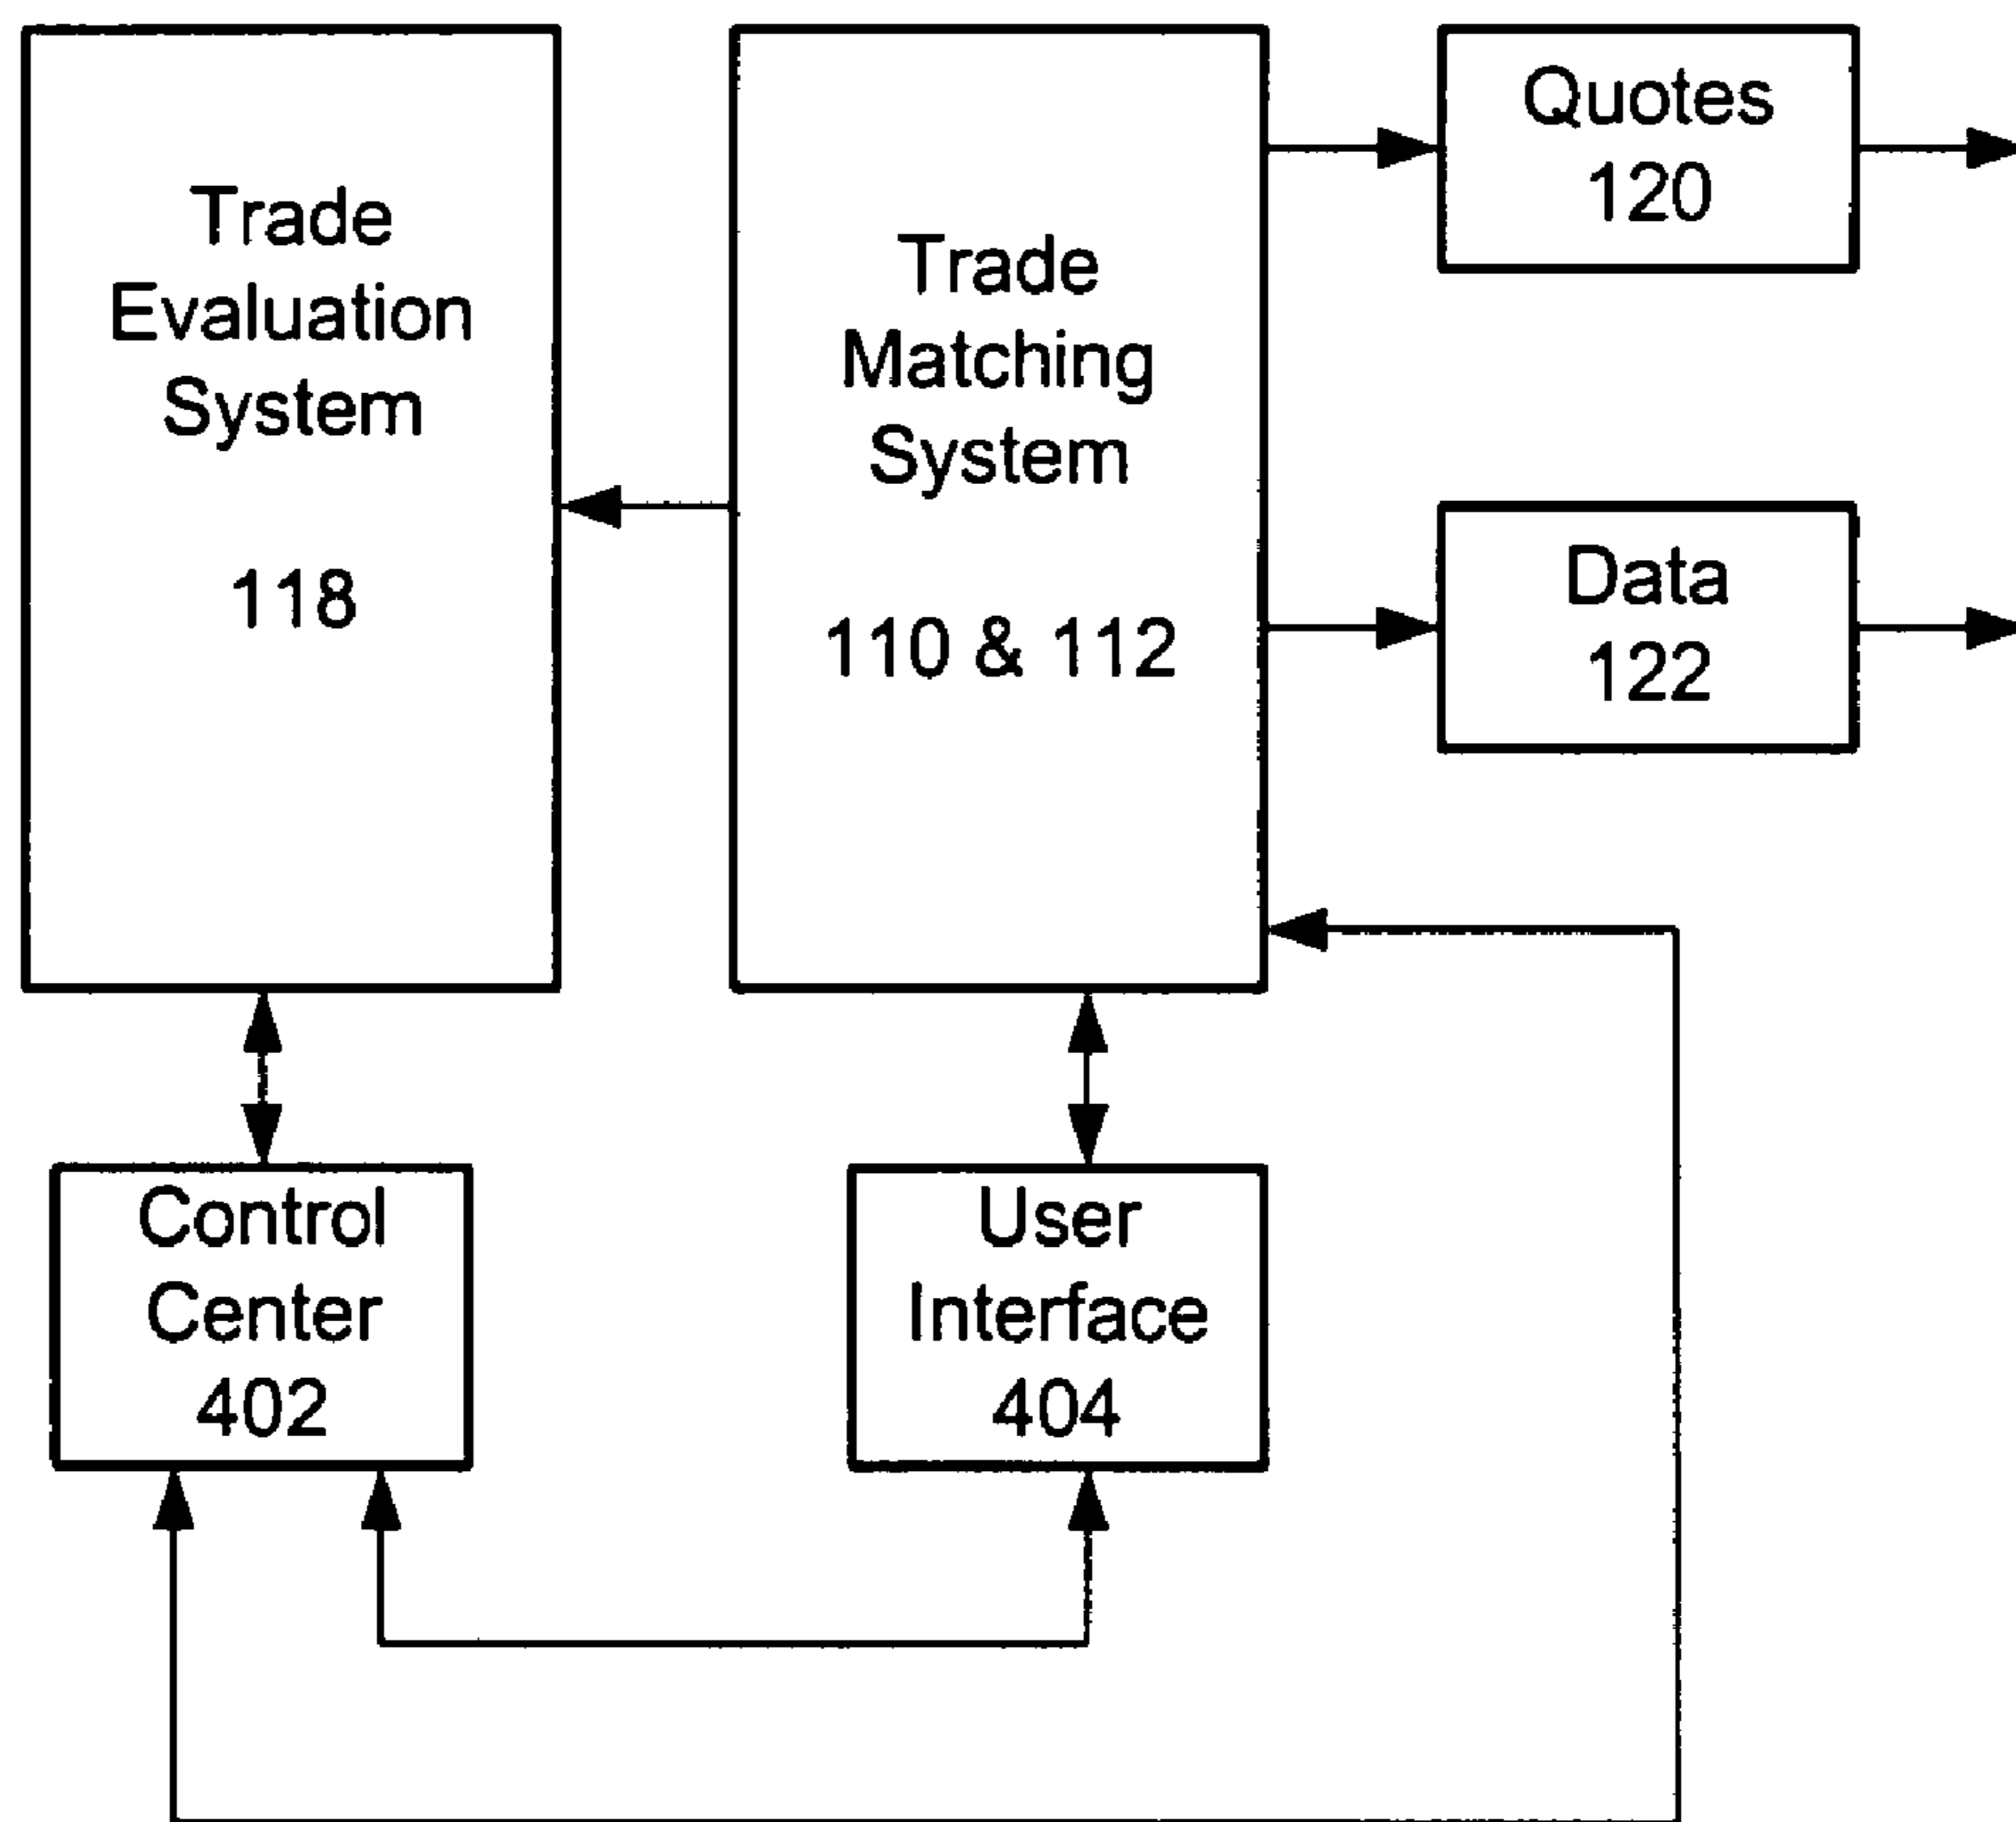 Trade
Evaluation
System
118
Trade
Matching
System
110 & 112
Quotes
120
Data
122
Control
Center
402
User
Interface
404